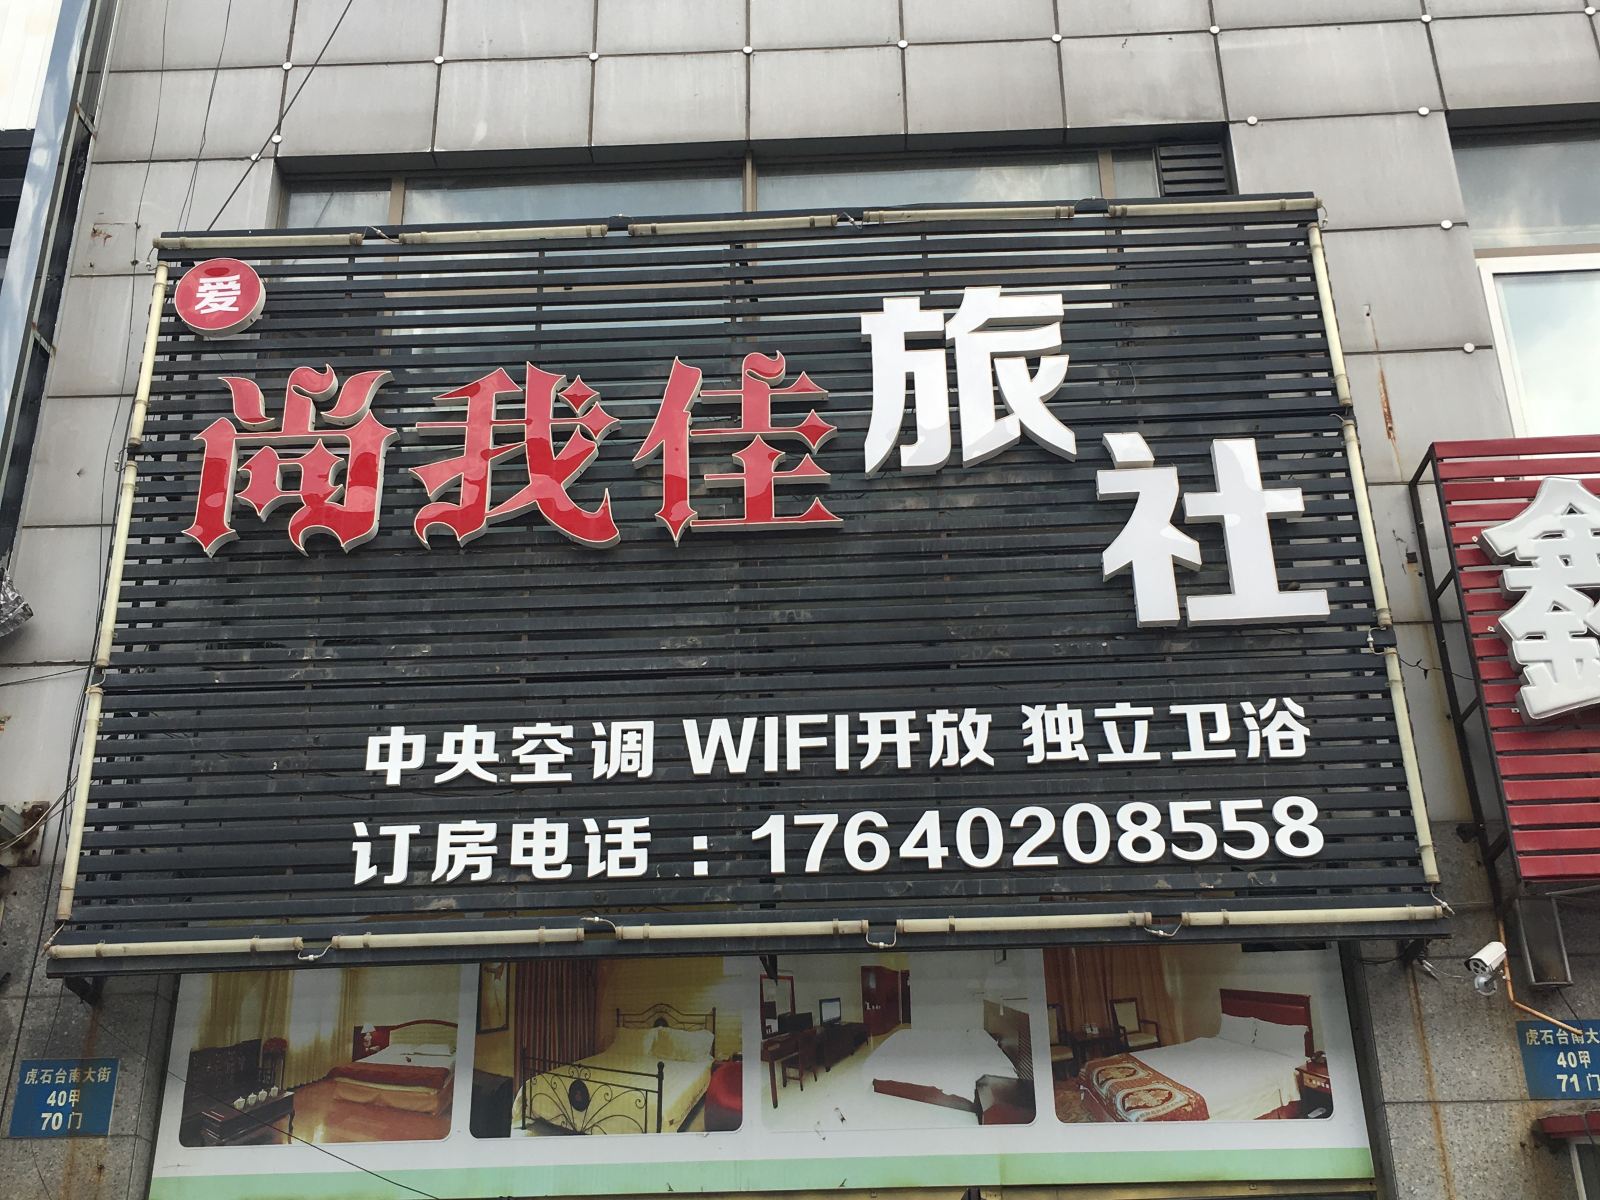 爱
尚我佳旅社
中央空调 WIFI开放 独立卫浴
订房电话：17640208558
鑫
虎石台南大街
40甲
70门
虎石台南大
40甲
71门